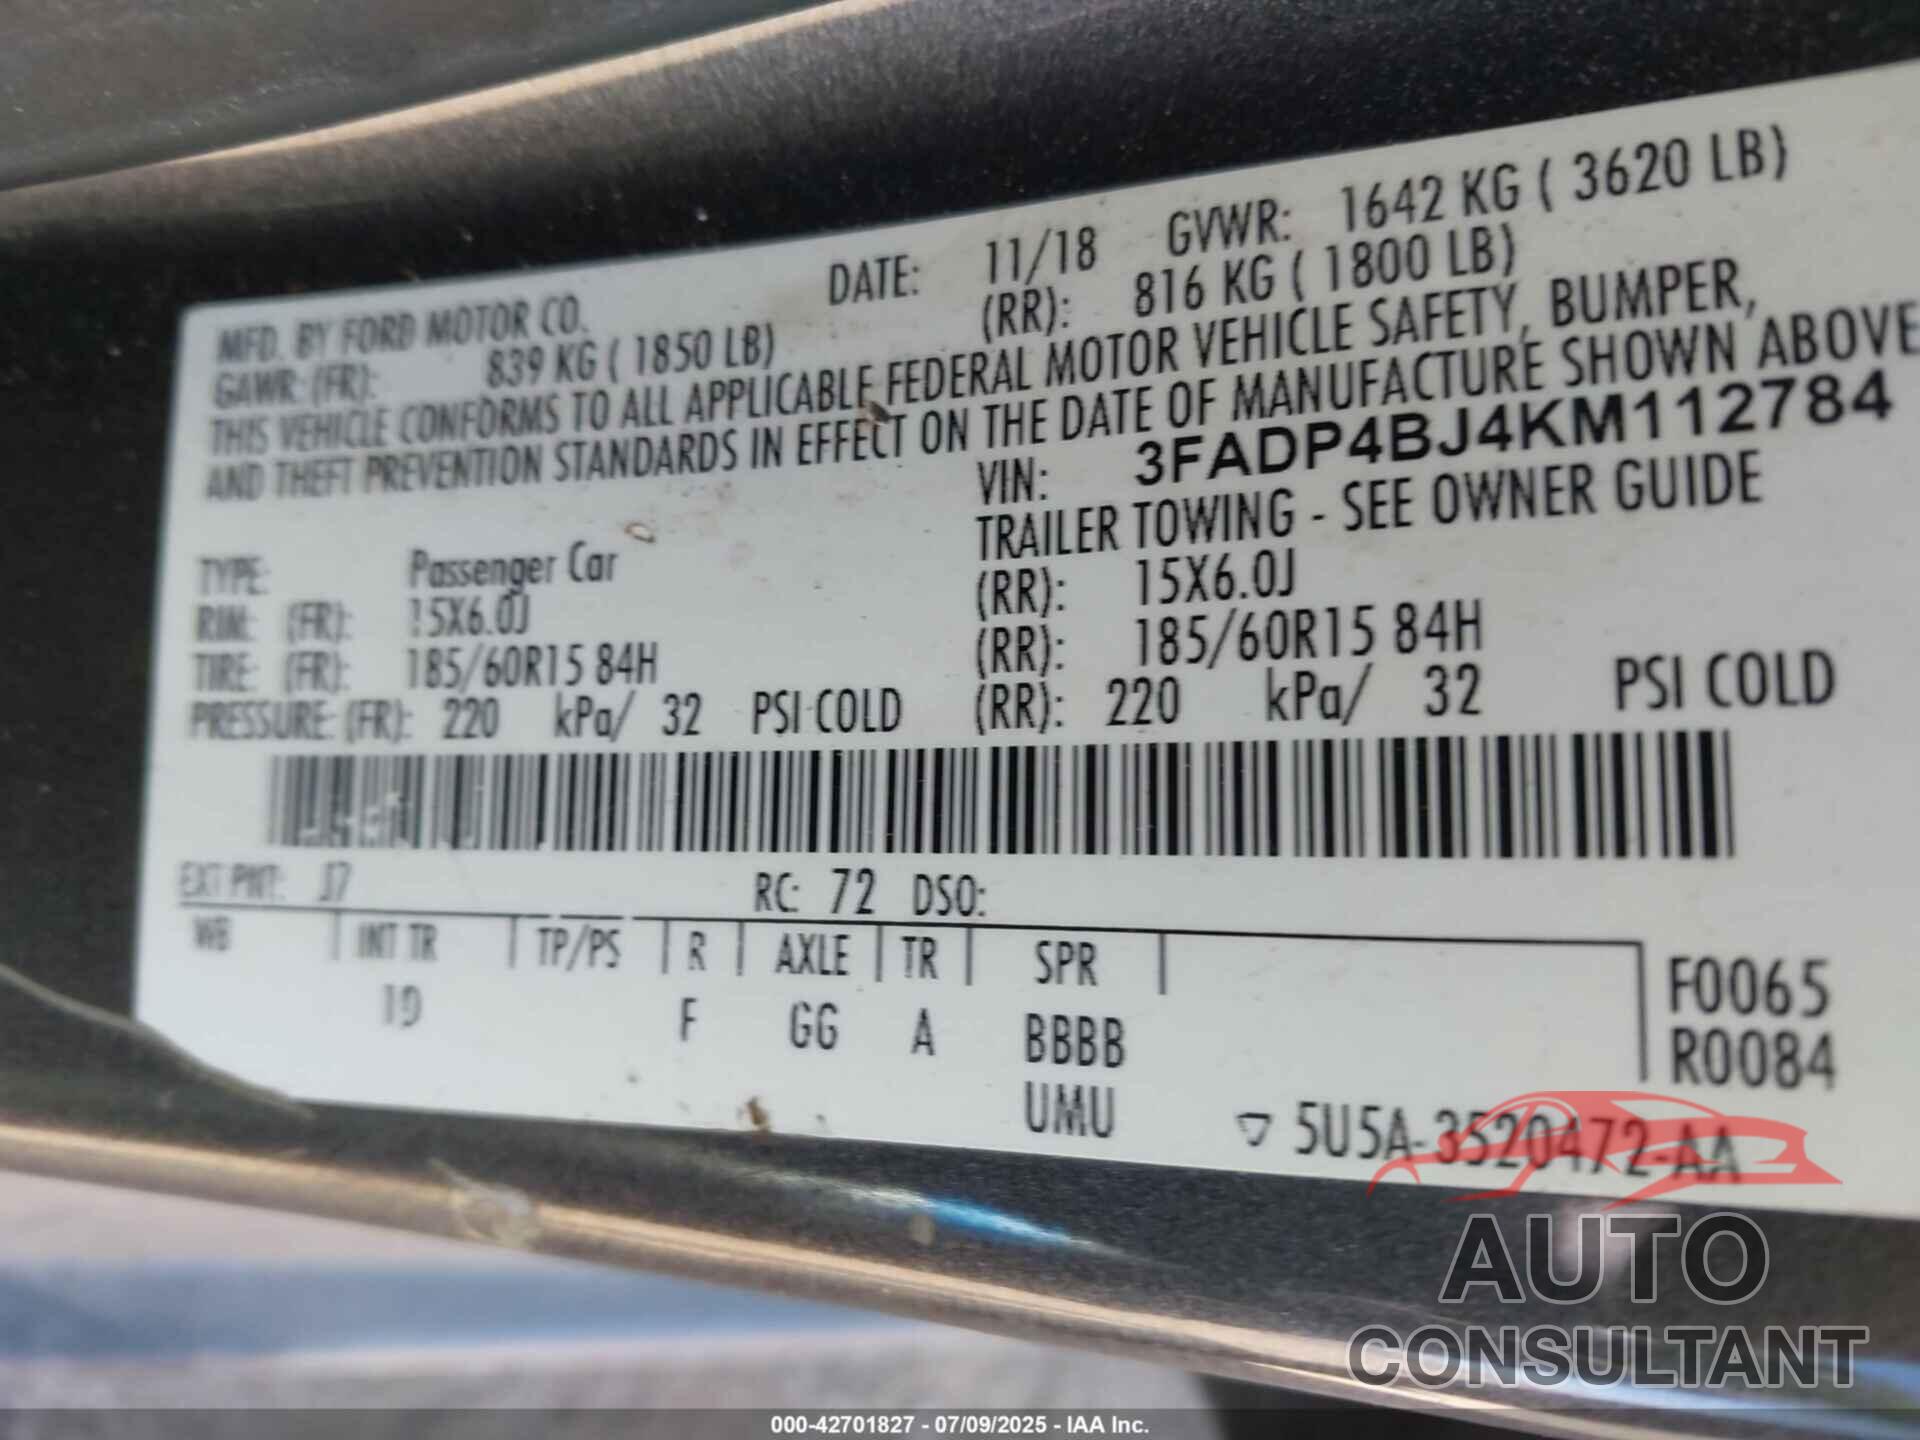 MFD. BY FORD MOTOR CO. DATE: 11/18 GVWR: 1642 KG ( 3620 LB)
GAWR: (FR): 839 KG ( 1850 LB) (RR): 816 KG ( 1800 LB)
THIS VEHICLE CONFORMS TO ALL APPLICABLE FEDERAL MOTOR VEHICLE SAFETY, BUMPER,
AND THEFT PREVENTION STANDARDS IN EFFECT ON THE DATE OF MANUFACTURE SHOWN ABOVE
VIN: 3FADP4BJ4KM112784
TYPE: Passenger Car TRAILER TOWING - SEE OWNER GUIDE
RIM: (FR): 15X6.0J (RR): 15X6.0J
TIRE: (FR): 185/60R15 84H (RR): 185/60R15 84H
PRESSURE: (FR): 220 kPa/ 32 PSI COLD (RR): 220 kPa/ 32 PSI COLD
EXT PNT: J7 RC: 72 DSO:
WB INT TR TP/PS R AXLE TR SPR
F0065
F GG A BBBB
R0084
UMU
▽ 5U5A-3520472-AA
AUTO
CONSULTANT
000-42701827 - 07/09/2025 - IAA Inc.